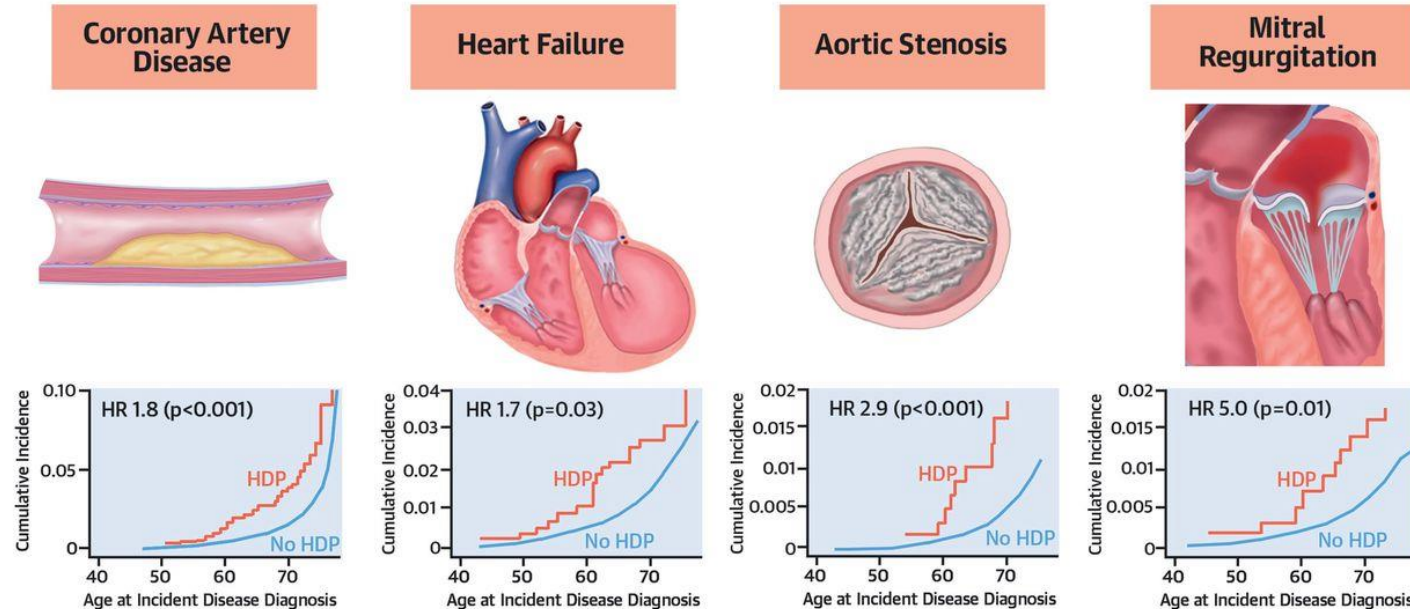 Coronary Artery
Disease
Heart Failure
Aortic Stenosis
Mitral
Regurgitation
Cumulative Incidence
0.10
0.05
0
HR 1.8 (p<0.001)
HDP
No HDP
40 50 60 70
Age at Incident Disease Diagnosis
Cumulative Incidence
0.04
0.03
0.02
0.01
0
HR 1.7 (p=0.03)
HDP
No HDP
40 50 60 70
Age at Incident Disease Diagnosis
Cumulative Incidence
0.02
0.015
0.01
0.005
0
HR 2.9 (p<0.001)
HDP
No HDP
40 50 60 70
Age at Incident Disease Diagnosis
Cumulative Incidence
0.02
0.015
0.01
0.005
0
HR 5.0 (p=0.01)
HDP
No HDP
40 50 60 70
Age at Incident Disease Diagnosis